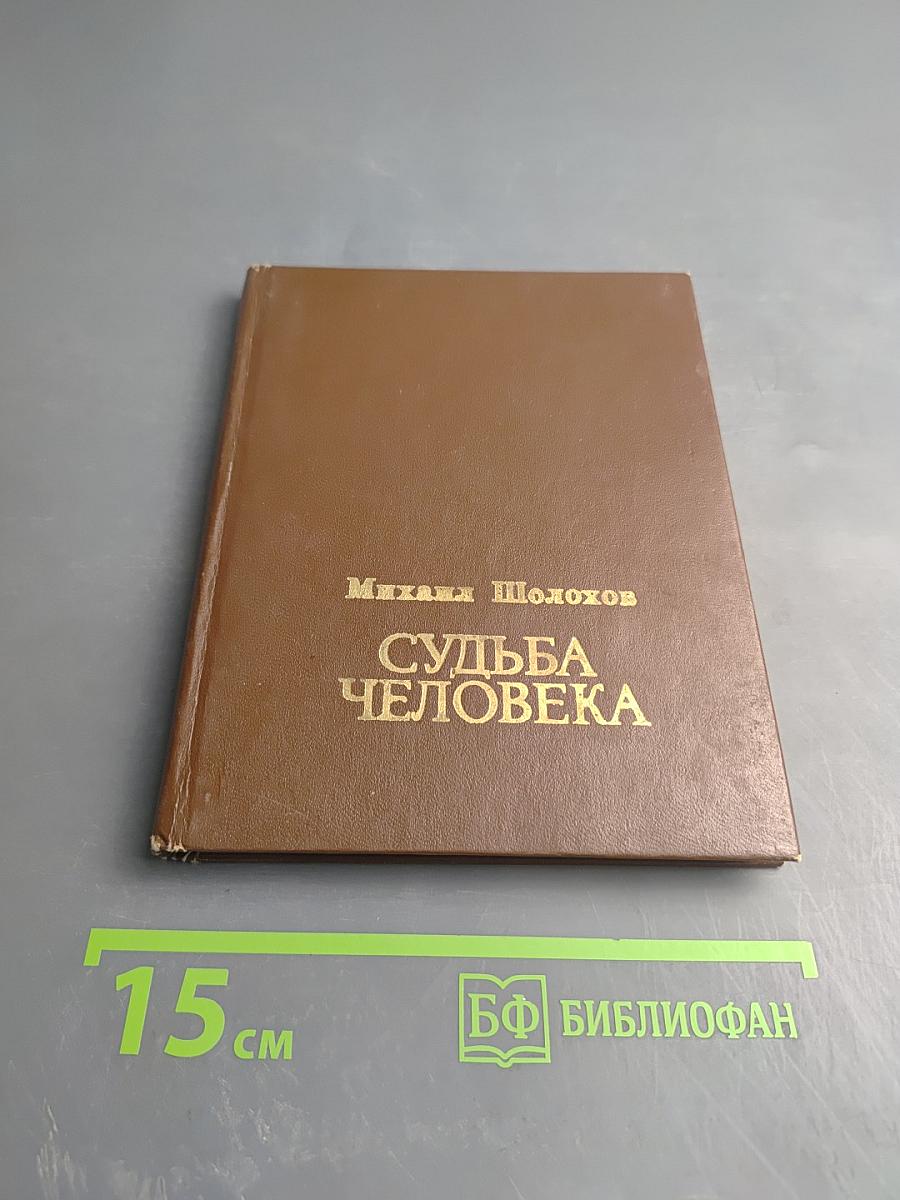 Михаил Шолохов
СУДЬБА
ЧЕЛОВЕКА
15 см
БФ БИБЛИОФАН